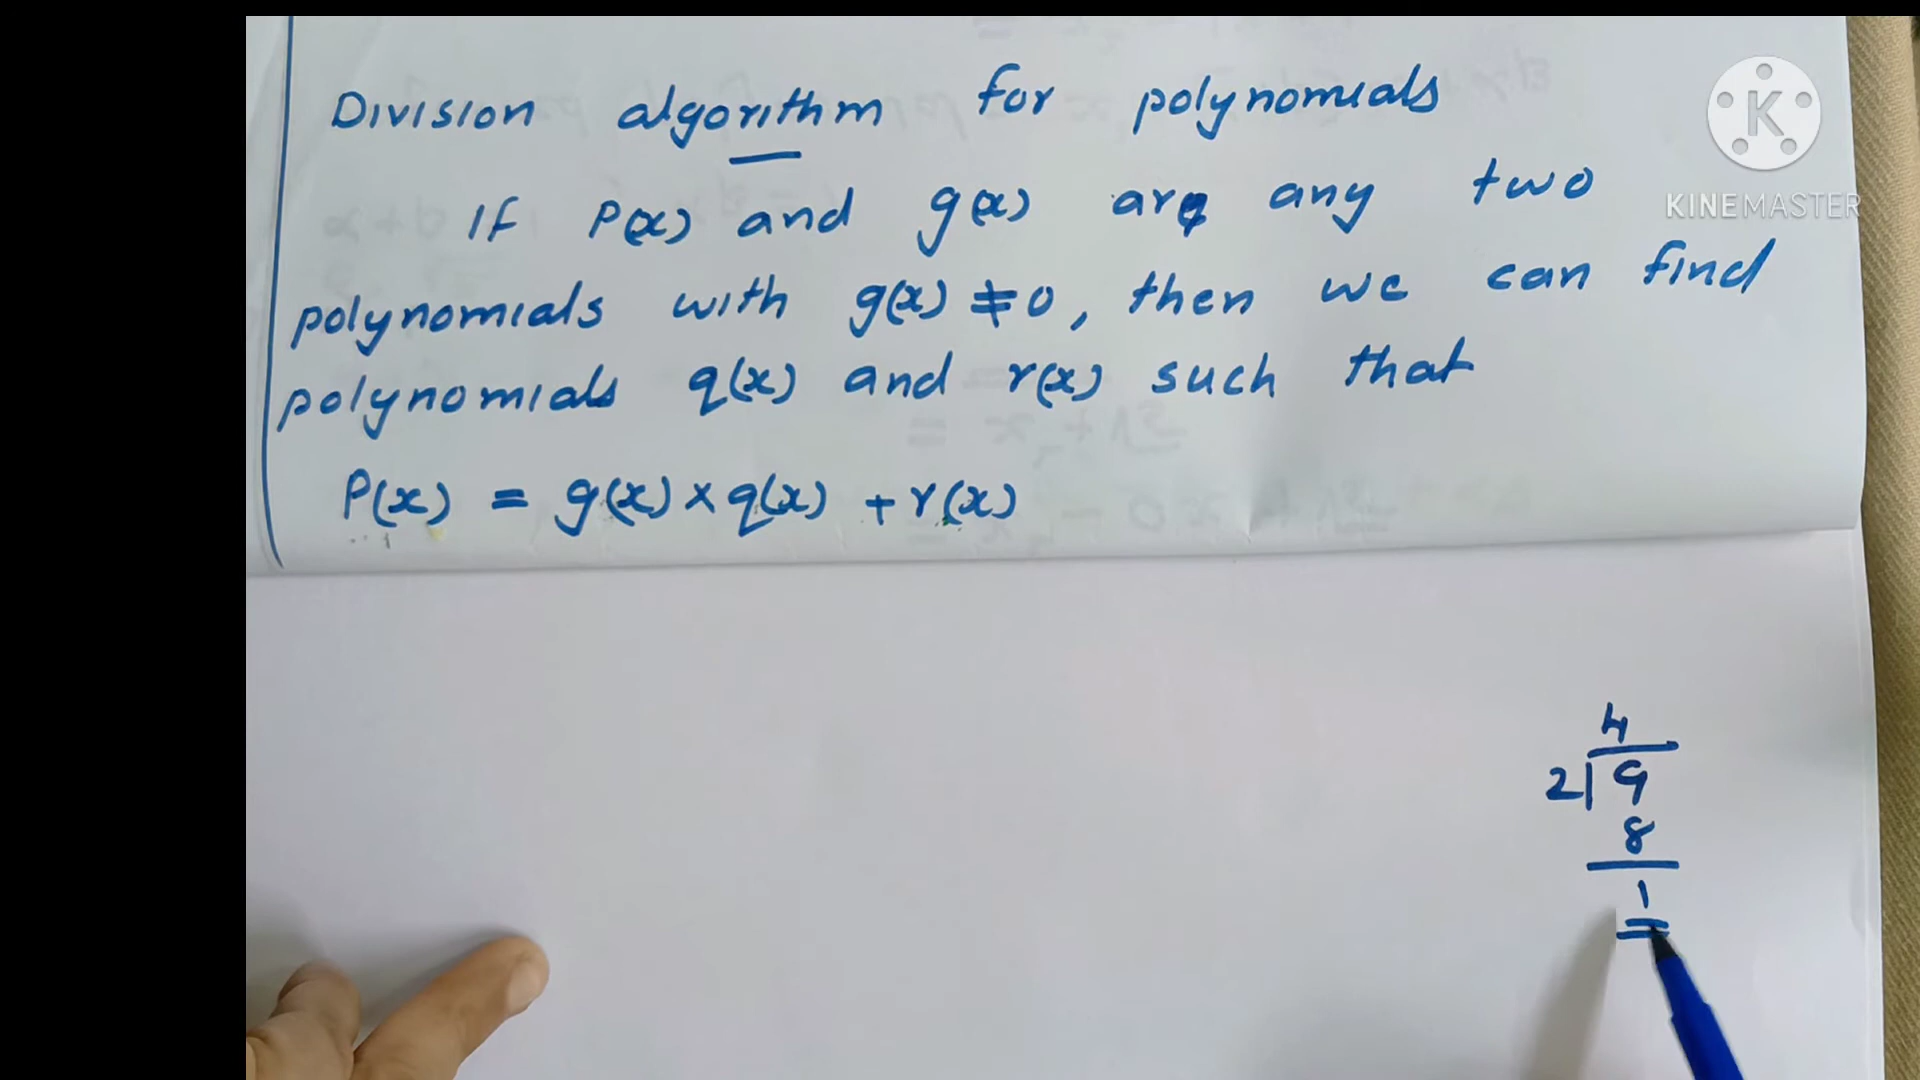 Division algorithm for polynomials
If P(x) and g(x) are any two
polynomials with g(x) ≠ 0, then we can find
polynomials q(x) and r(x) such that
P(x) = g(x) × q(x) + r(x)
K
KINEMASTER
4
2 9
8
1